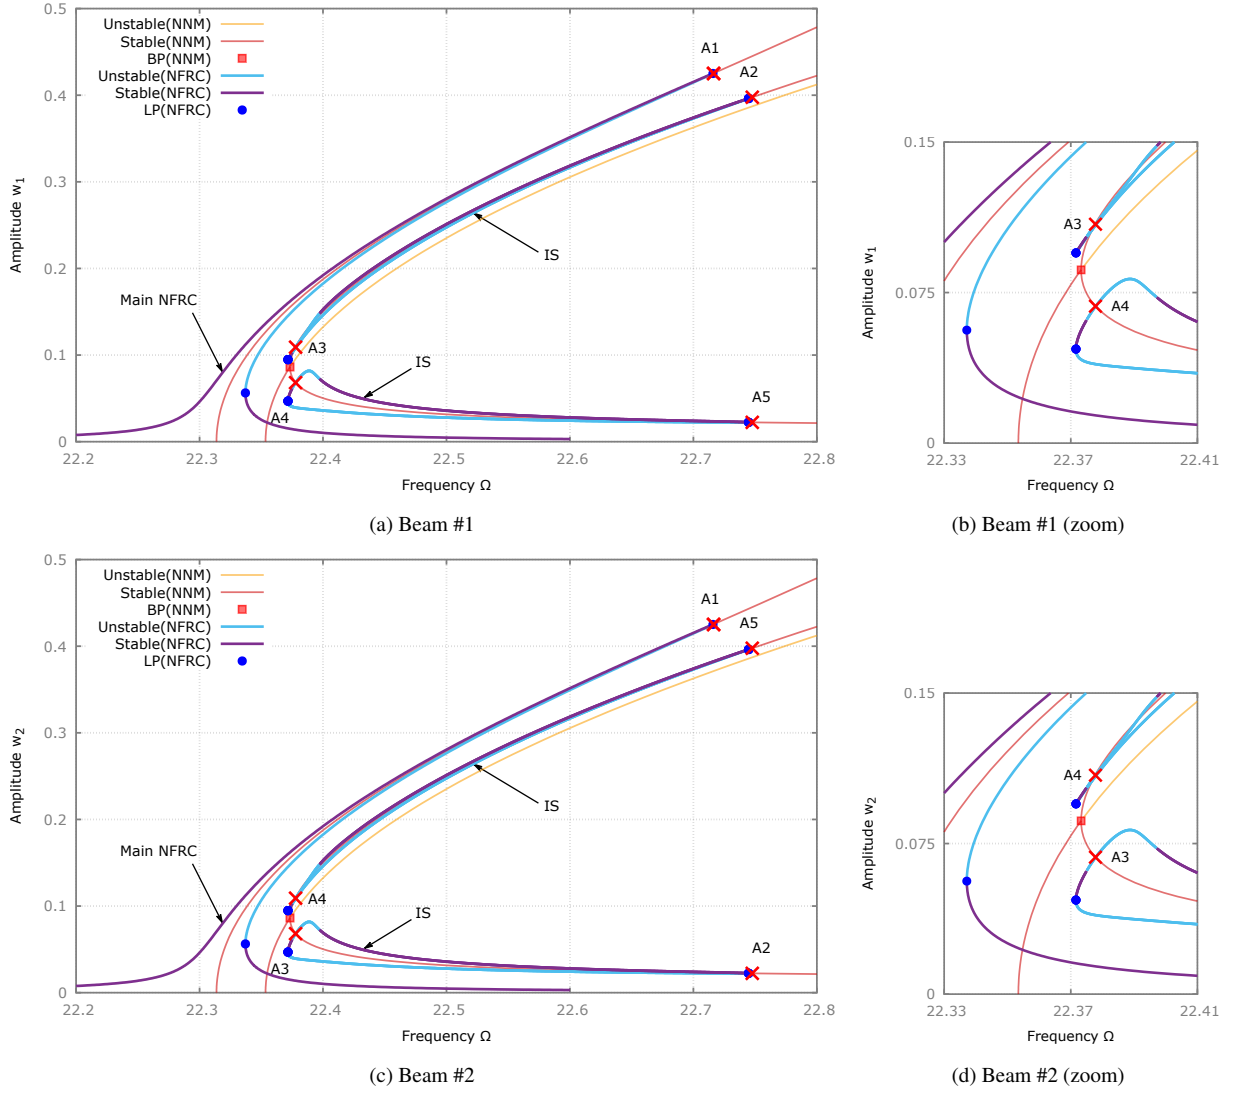 0.5
0.4
0.3
0.2
0.1
0
Amplitude w1
Unstable(NNM)
Stable(NNM)
BP(NNM)
Unstable(NFRC)
Stable(NFRC)
LP(NFRC)
A1
A2
IS
Main NFRC
A3
IS
A4
A5
22.2 22.3 22.4 22.5 22.6 22.7 22.8
Frequency Ω
(a) Beam #1
0.15
0.075
0
Amplitude w1
A3
A4
22.33 22.37 22.41
Frequency Ω
(b) Beam #1 (zoom)
0.5
0.4
0.3
0.2
0.1
0
Amplitude w2
Unstable(NNM)
Stable(NNM)
BP(NNM)
Unstable(NFRC)
Stable(NFRC)
LP(NFRC)
A1
A5
IS
Main NFRC
A4
IS
A3
A2
22.2 22.3 22.4 22.5 22.6 22.7 22.8
Frequency Ω
(c) Beam #2
0.15
0.075
0
Amplitude w2
A4
A3
22.33 22.37 22.41
Frequency Ω
(d) Beam #2 (zoom)